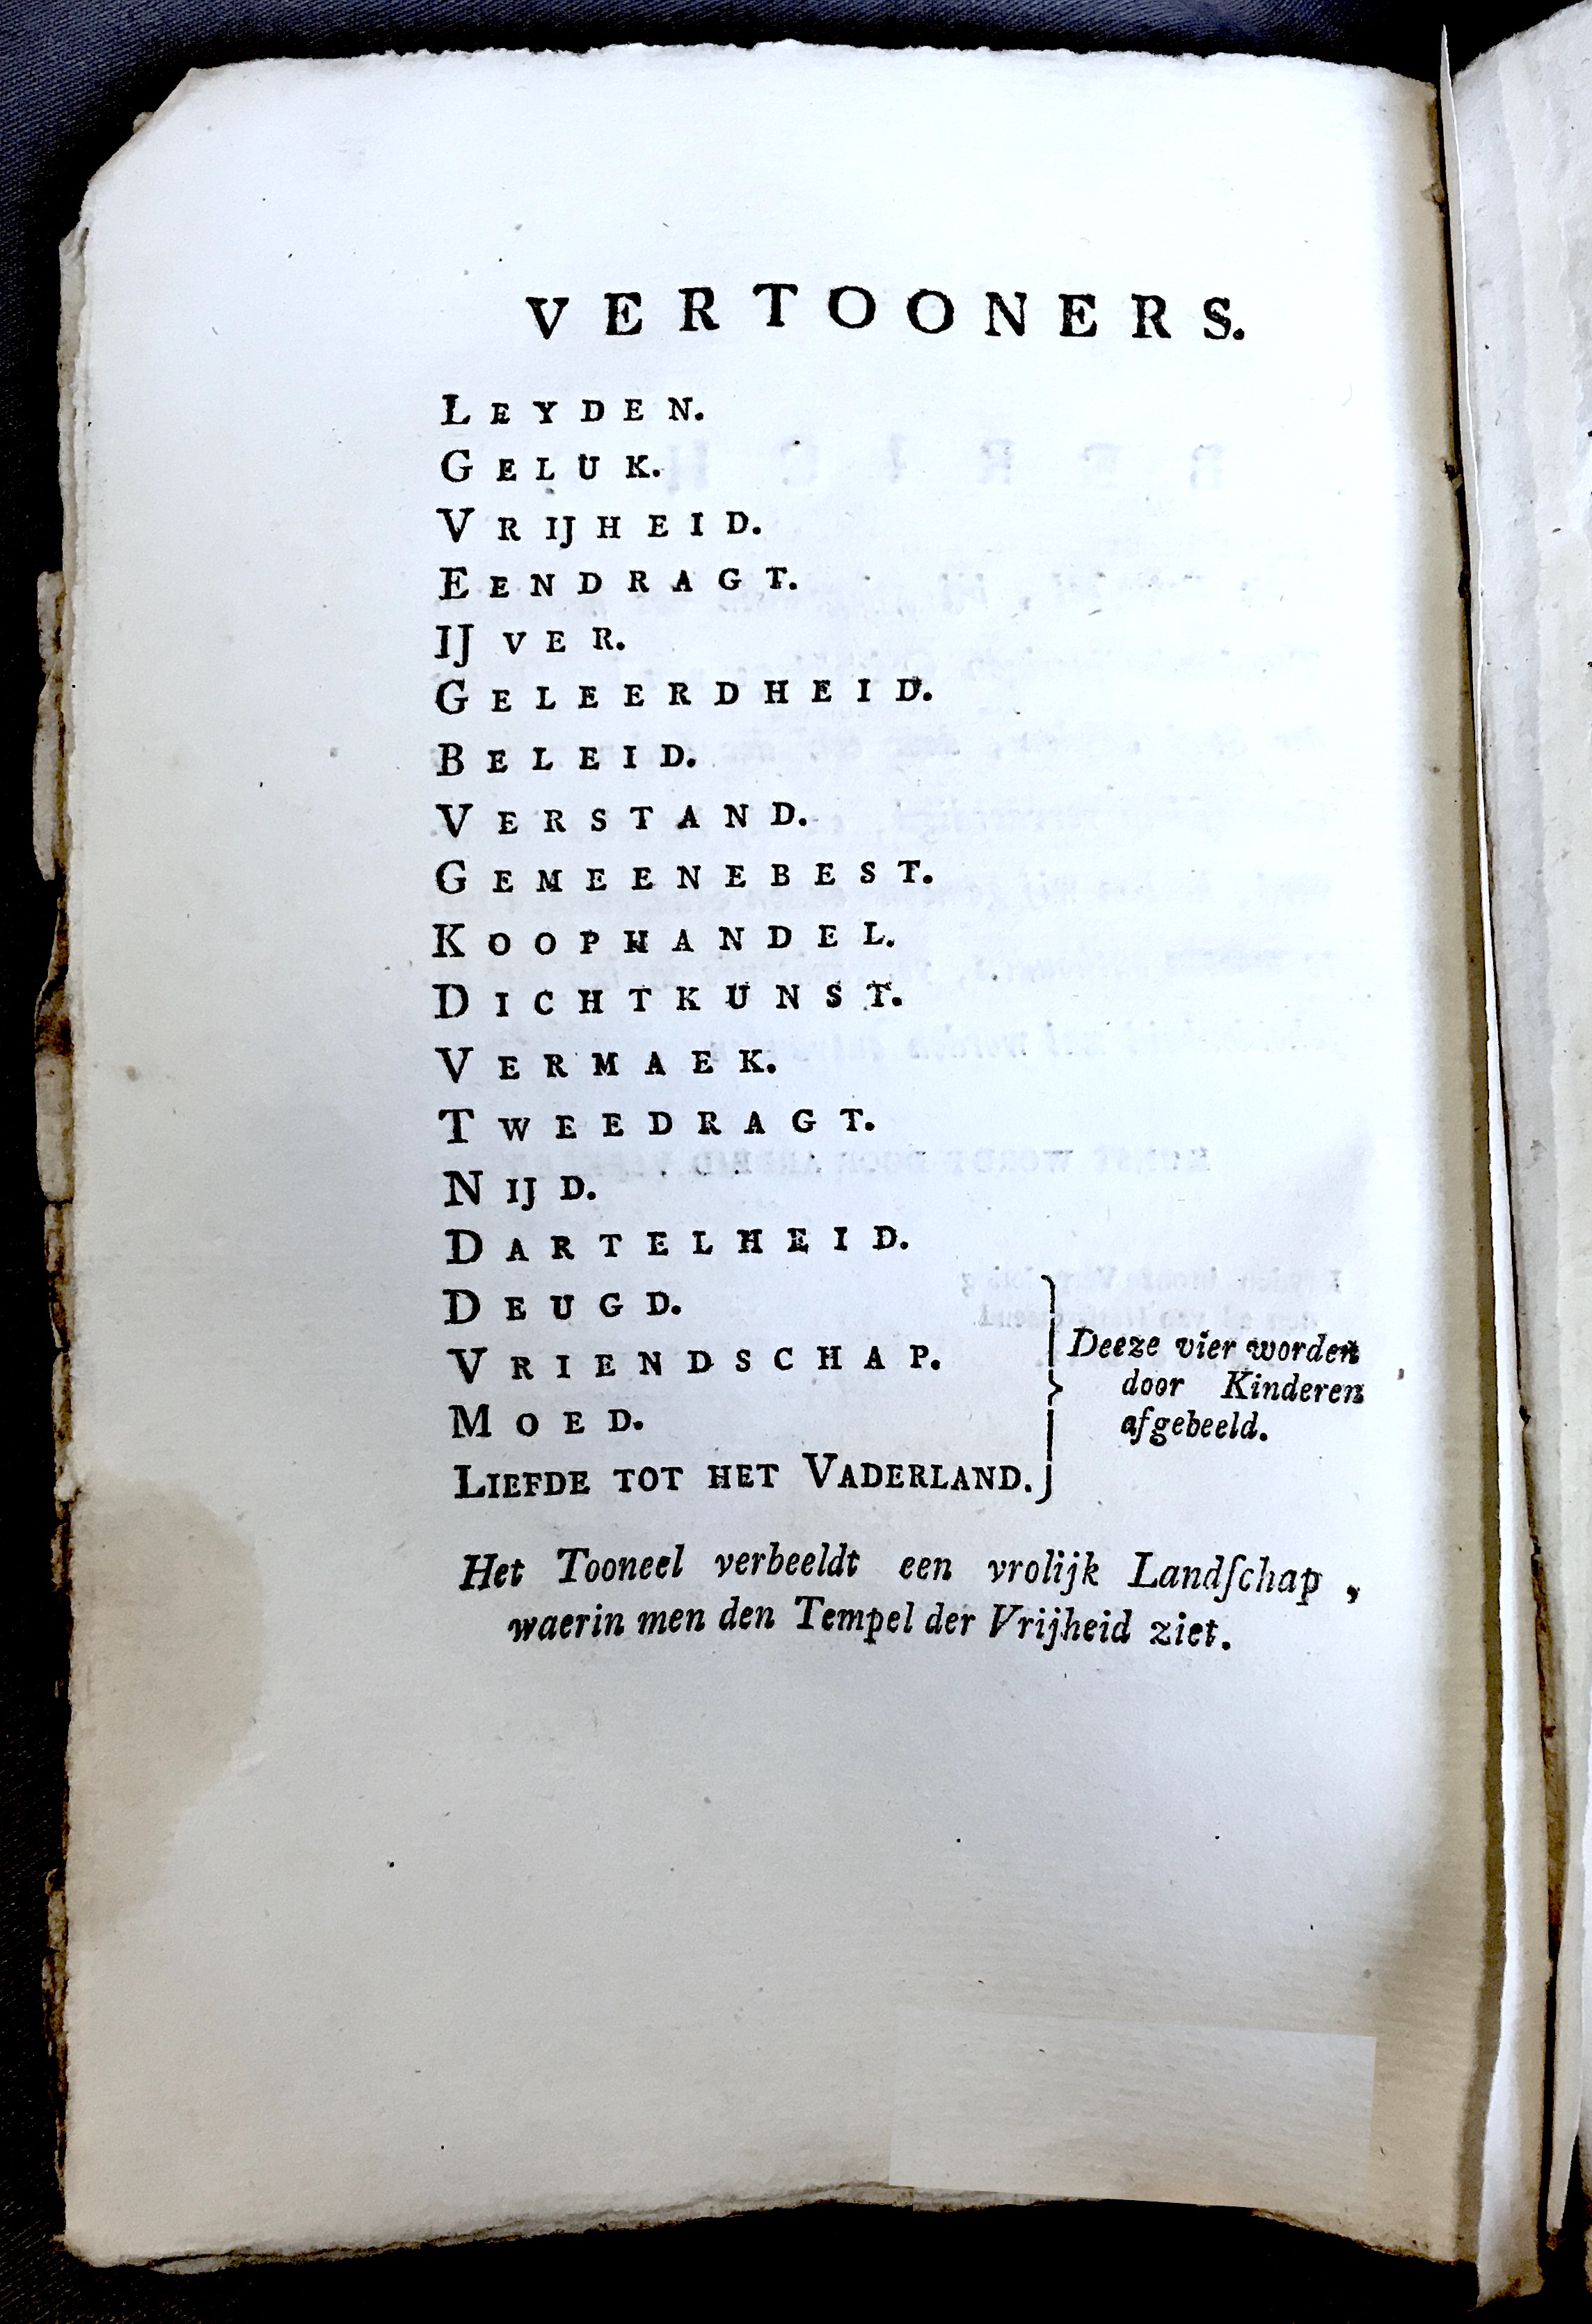 VERTOONERS.
LEYDEN.
GELUK.
VRIJHEID.
EENDRAGT.
IJVER.
GELEERDHEID.
BELEID.
VERSTAND.
GEMEENEBEST.
KOOPHANDEL.
DICHTKUNST.
VERMAEK.
TWEEDRAGT.
NIJD.
DARTELHEID.
DEUGD.
VRIENDSCHAP.
MOED.
LIEFDE TOT HET VADERLAND.
Deeze vier worden
door Kinderen
afgebeeld.
Het Tooneel verbeeldt een vrolijk Landſchap,
waerin men den Tempel der Vrijheid ziet.